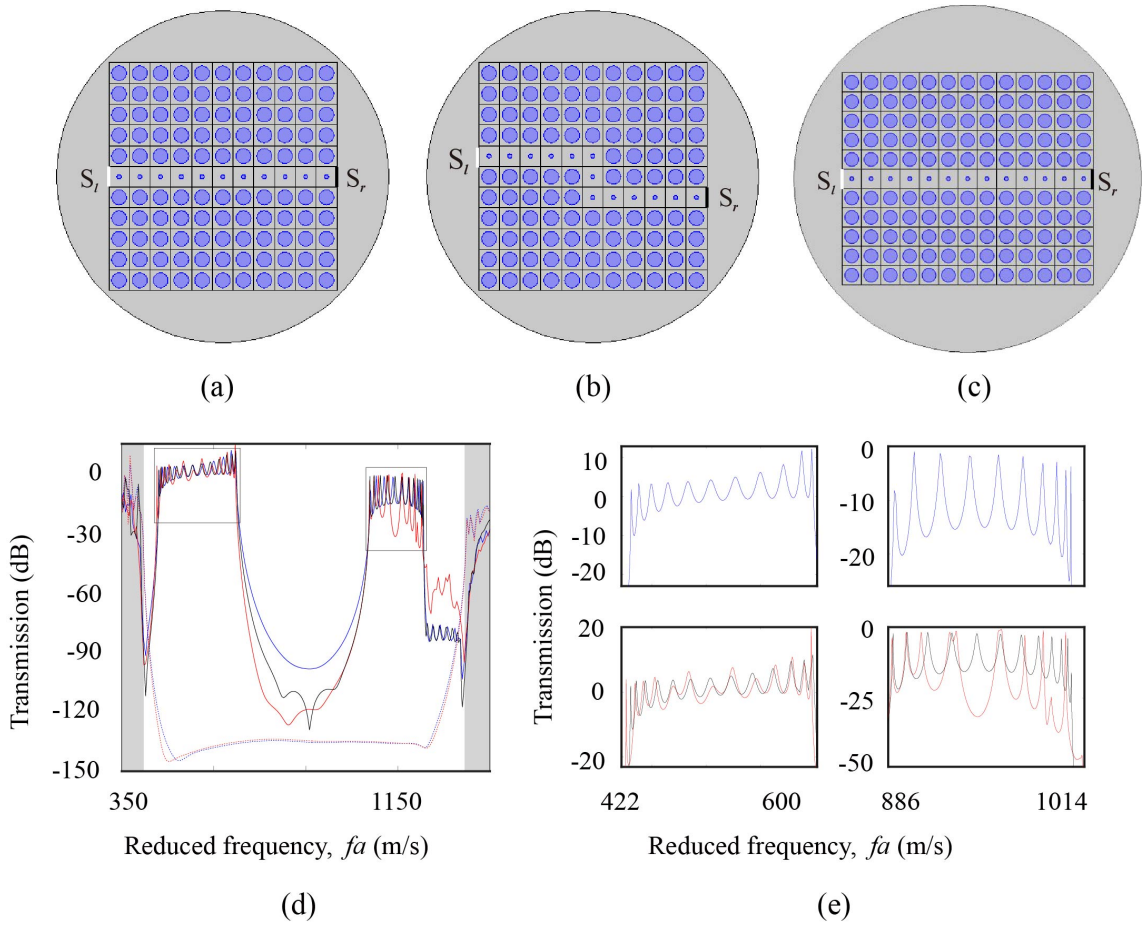 S_l S_r
S_l S_r
S_l S_r
(a) (b) (c)
Transmission (dB)
0
-30
-60
-90
-120
-150
350 1150
Reduced frequency, fa (m/s)
(d)
Transmission (dB)
10
0
-10
-20
0
-10
-20
20
0
-20
0
-25
-50
422 600 886 1014
Reduced frequency, fa (m/s)
(e)